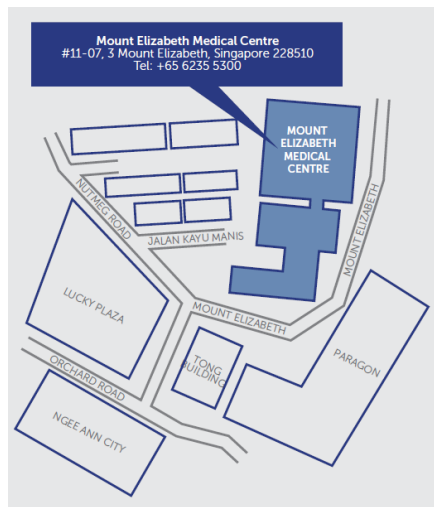 Mount Elizabeth Medical Centre
#11-07, 3 Mount Elizabeth, Singapore 228510
Tel: +65 6235 5300
MOUNT
ELIZABETH
MEDICAL
CENTRE
NUTMEG ROAD
JALAN KAYU MANIS
MOUNT ELIZABETH
LUCKY PLAZA
MOUNT ELIZABETH
TONG
BUILDING
PARAGON
ORCHARD ROAD
NGEE ANN CITY